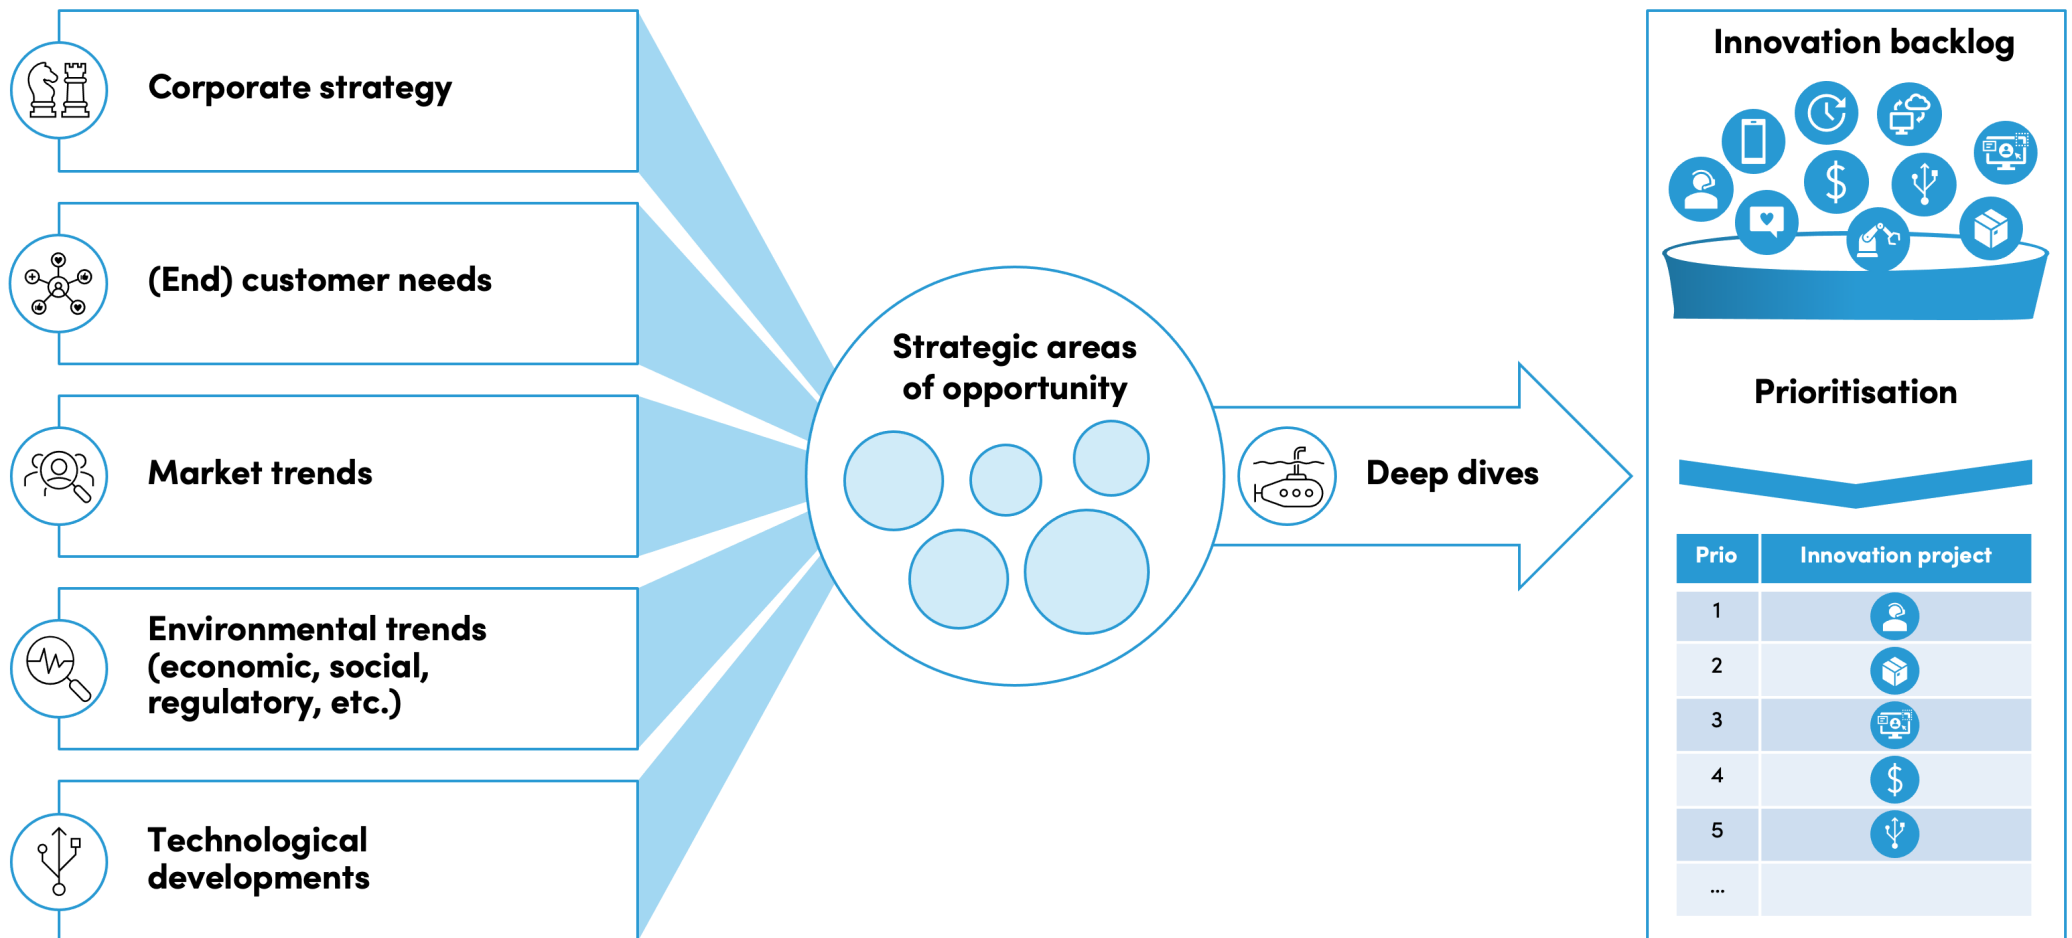 Corporate strategy
(End) customer needs
Market trends
Environmental trends
(economic, social,
regulatory, etc.)
Technological
developments
Strategic areas
of opportunity
Deep dives
Innovation backlog
$
Prioritisation
Prio Innovation project
1
2
3
4 $
5
...